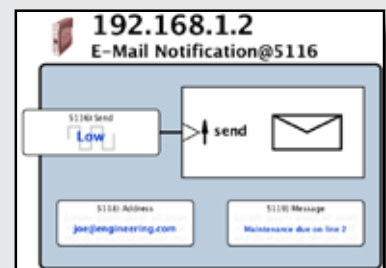 192.168.1.2
E-Mail Notification@5116
5116) Send
Low
send
5118) Address
joe@engineering.com
5119) Message
Maintenance due on line 2